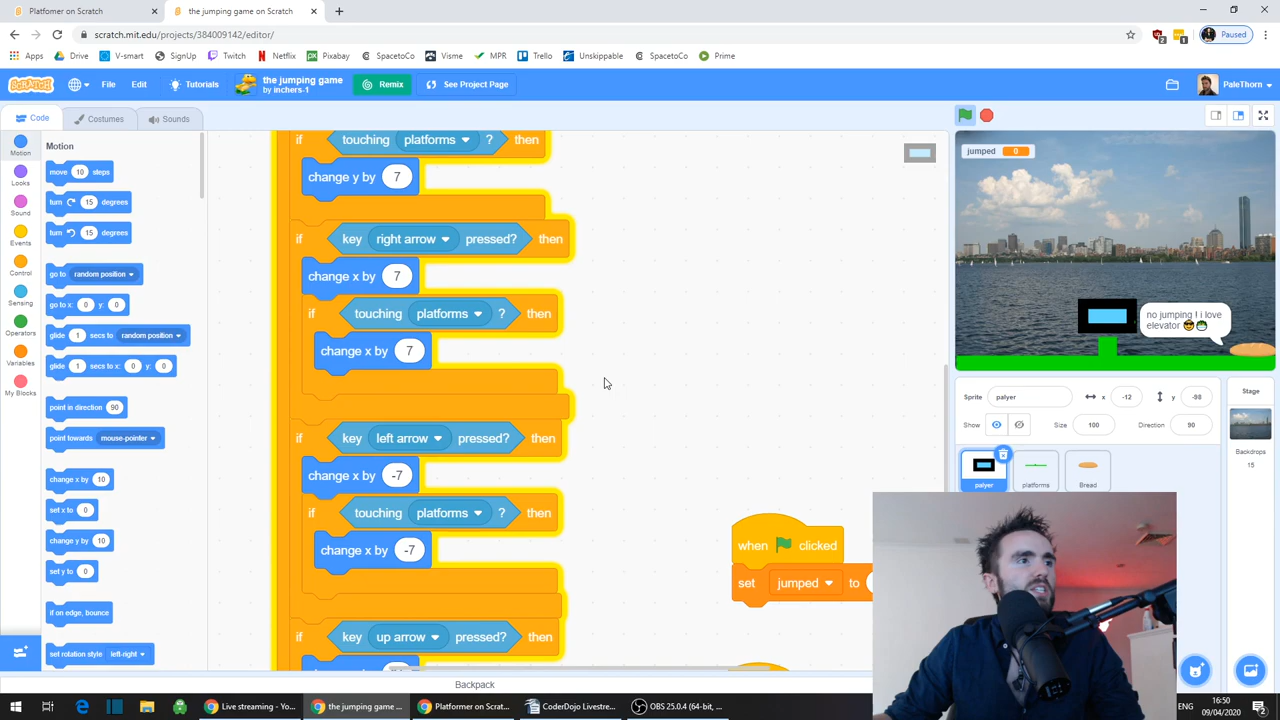 Platfomer on Scratch
the jumping game on Scratch
scratch.mit.edu/projects/384009142/editor/
Paused
Apps
Drive
V-smart
SignUp
Twitch
Netflix
Pixabay
SpacetoCo
Visme
MPR
Trello
Unskippable
SpacetoCo
Prime
SCRATCH
File
Edit
Tutorials
the jumping game
by inchers-1
Remix
See Project Page
PaleThorn
Code
Costumes
Sounds
Motion
Looks
Sound
Events
Control
Sensing
Operators
Variables
My Blocks
Motion
move 10 steps
turn 15 degrees
turn 15 degrees
go to random position
go to x: 0 y: 0
glide 1 secs to random position
glide 1 secs to x: 0 y: 0
point in direction 90
point towards mouse-pointer
change x by 10
set x to 0
change y by 10
set y to 0
if on edge, bounce
set rotation style left-right
if touching platforms ? then
change y by 7
if key right arrow pressed? then
change x by 7
if touching platforms ? then
change x by 7
if key left arrow pressed? then
change x by -7
if touching platforms ? then
change x by -7
if key up arrow pressed? then
when clicked
set jumped to
jumped 0
no jumping ! i love
elevator
Sprite palyer x -12 y -98
Show Size 100 Direction 90
palyer
platforms
Bread
Stage
Backdrops
15
Backpack
Live streaming - Yo...
the jumping game ...
Platformer on Scrat...
CoderDojo Livestre...
OBS 25.0.4 (64-bit, ...
ENG
16:50
09/04/2020
2